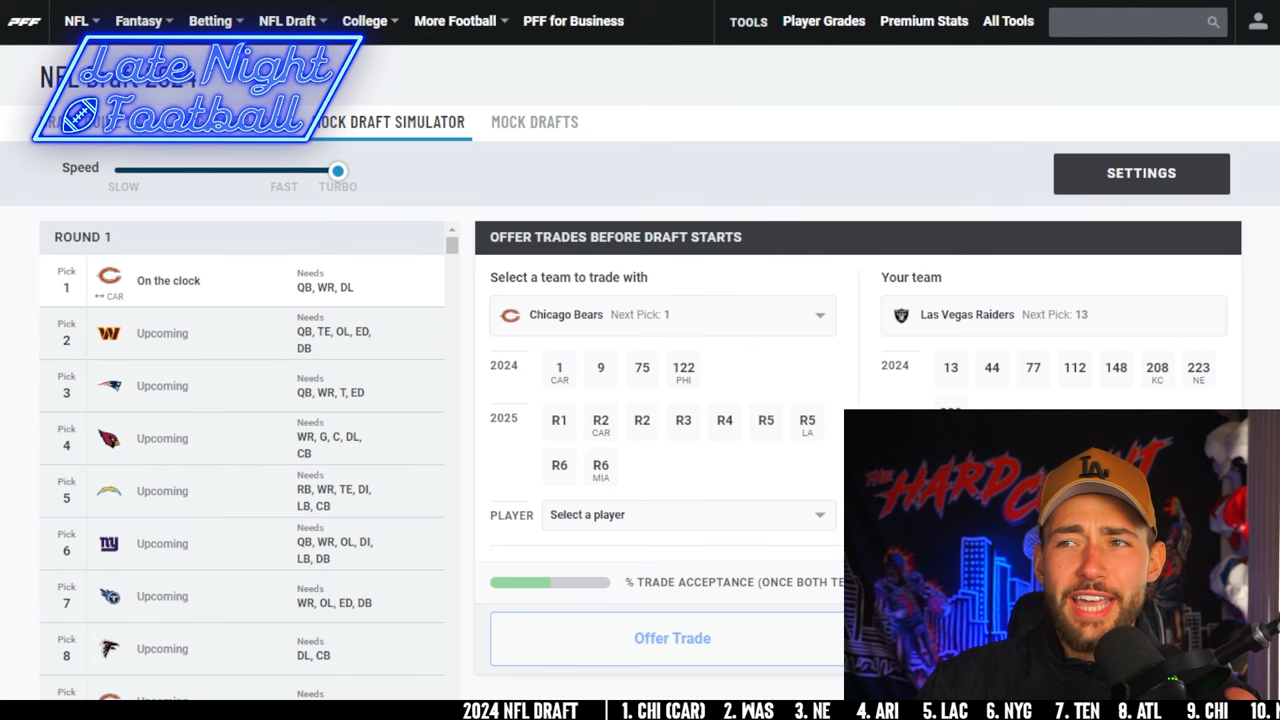 PFF NFL Fantasy Betting NFL Draft College More Football PFF for Business TOOLS Player Grades Premium Stats All Tools
Late Night
Football
NFL Draft 2024
MOCK DRAFT SIMULATOR MOCK DRAFTS
Speed
SLOW FAST TURBO
SETTINGS
ROUND 1
Pick
1
CAR
On the clock
Needs
QB, WR, DL
Pick
2
Upcoming
Needs
QB, TE, OL, ED,
DB
Pick
3
Upcoming
Needs
QB, WR, T, ED
Pick
4
Upcoming
Needs
WR, G, C, DL,
CB
Pick
5
Upcoming
Needs
RB, WR, TE, DI,
LB, CB
Pick
6
Upcoming
Needs
QB, WR, OL, DI,
LB, DB
Pick
7
Upcoming
Needs
WR, OL, ED, DB
Pick
8
Upcoming
Needs
DL, CB
Pick
Needs
OFFER TRADES BEFORE DRAFT STARTS
Select a team to trade with
Chicago Bears Next Pick: 1
2024 1 9 75 122
CAR PHI
2025 R1 R2 R2 R3 R4 R5 R5
CAR LA
R6 R6
MIA
PLAYER Select a player
% TRADE ACCEPTANCE (ONCE BOTH TE
Offer Trade
Your team
Las Vegas Raiders Next Pick: 13
2024 13 44 77 112 148 208 223
KC NE
THE HARD COUNT
LA
2024 NFL DRAFT 1. CHI (CAR) 2. WAS 3. NE 4. ARI 5. LAC 6. NYG 7. TEN 8. ATL 9. CHI 10.